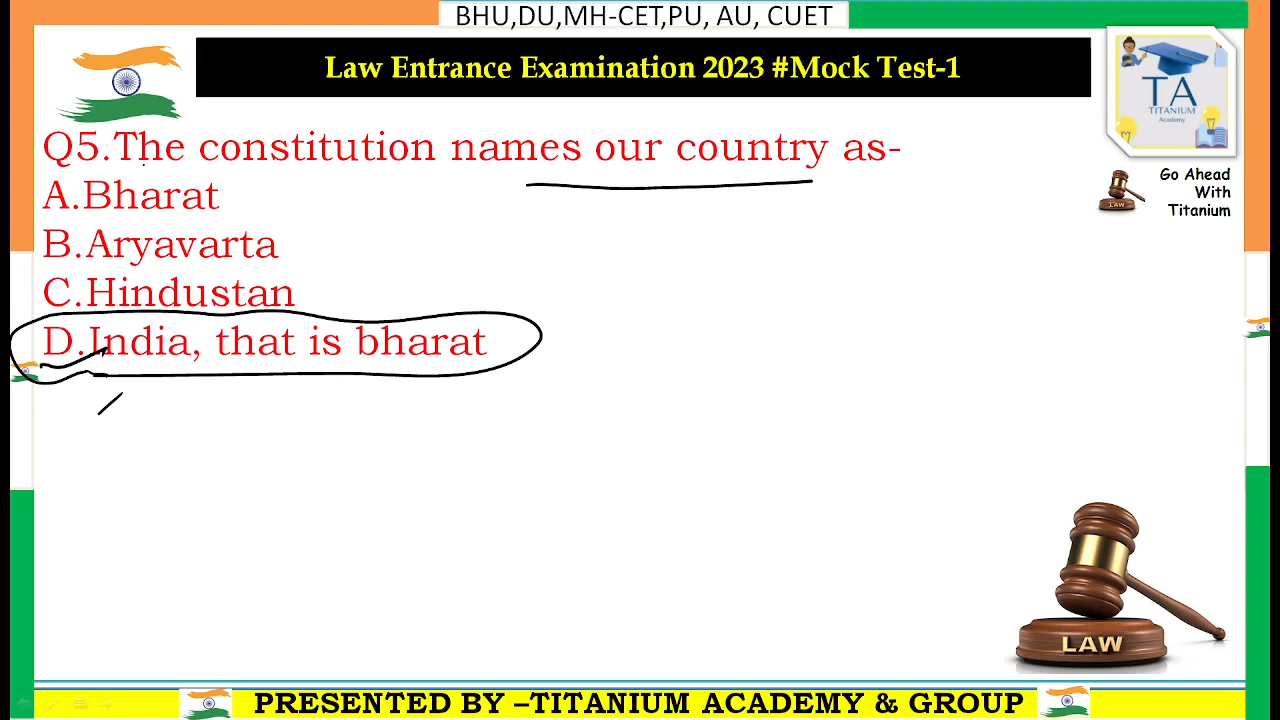 BHU,DU,MH-CET,PU, AU, CUET
Law Entrance Examination 2023 #Mock Test-1
TA
TITANIUM
Academy
Go Ahead
With
Titanium
LAW
Q5.The constitution names our country as-
A.Bharat
B.Aryavarta
C.Hindustan
D.India, that is bharat
LAW
PRESENTED BY –TITANIUM ACADEMY & GROUP